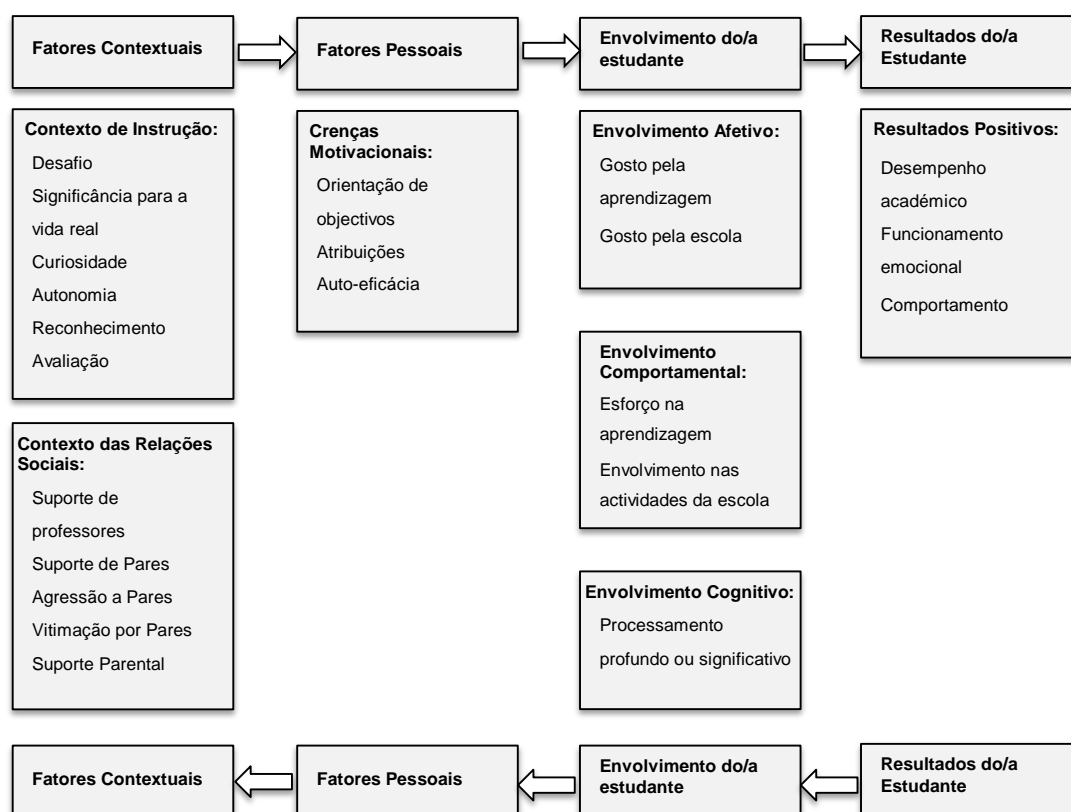 Fatores Contextuais
Fatores Pessoais
Envolvimento do/a
estudante
Resultados do/a
Estudante
Contexto de Instrução:
Desafio
Significância para a
vida real
Curiosidade
Autonomia
Reconhecimento
Avaliação
Contexto das Relações
Sociais:
Suporte de
professores
Suporte de Pares
Agressão a Pares
Vitimação por Pares
Suporte Parental
Crenças
Motivacionais:
Orientação de
objectivos
Atribuições
Auto-eficácia
Envolvimento Afetivo:
Gosto pela
aprendizagem
Gosto pela escola
Envolvimento
Comportamental:
Esforço na
aprendizagem
Envolvimento nas
actividades da escola
Envolvimento Cognitivo:
Processamento
profundo ou significativo
Resultados Positivos:
Desempenho
académico
Funcionamento
emocional
Comportamento
Fatores Contextuais
Fatores Pessoais
Envolvimento do/a
estudante
Resultados do/a
Estudante